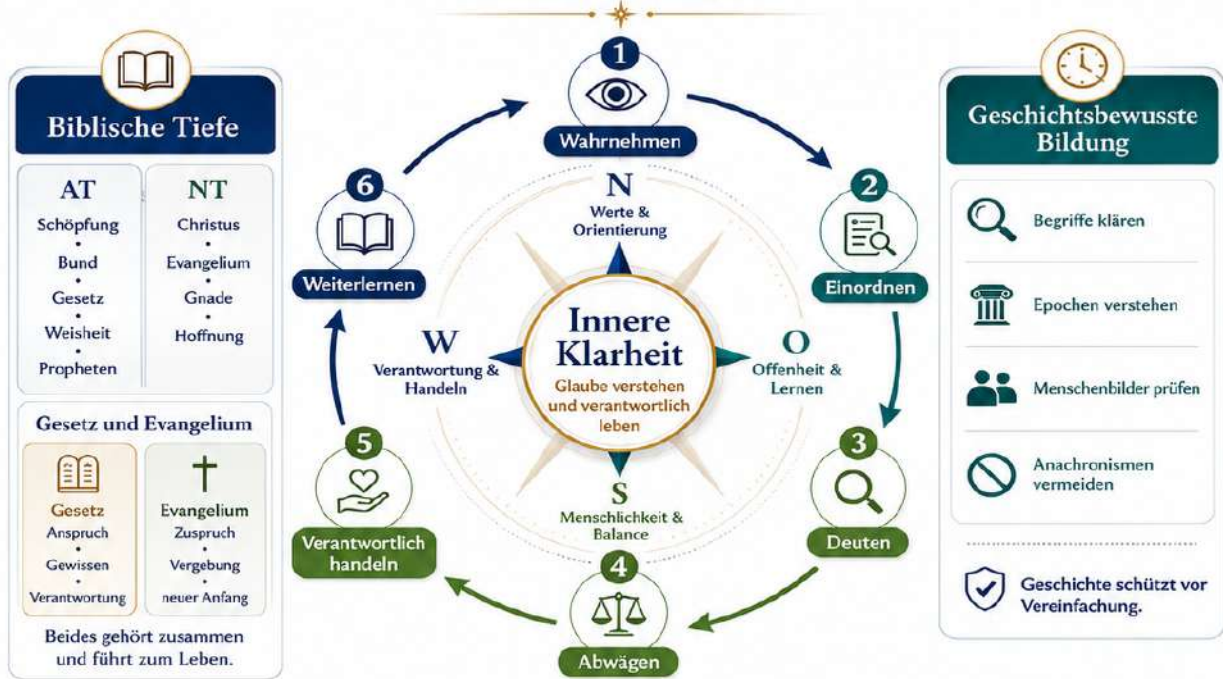 Biblische Tiefe
AT
Schöpfung
Bund
Gesetz
Weisheit
Propheten
NT
Christus
Evangelium
Gnade
Hoffnung
Gesetz und Evangelium
Gesetz
Anspruch
Gewissen
Verantwortung
Evangelium
Zuspruch
Vergebung
neuer Anfang
Beides gehört zusammen
und führt zum Leben.
1
Wahrnehmen
2
Einordnen
3
Deuten
4
Abwägen
5
Verantwortlich
handeln
6
Weiterlernen
N
Werte &
Orientierung
W
Verantwortung &
Handeln
Innere
Klarheit
Glaube verstehen
und verantwortlich
leben
O
Offenheit &
Lernen
S
Menschlichkeit &
Balance
Geschichtsbewusste
Bildung
Begriffe klären
Epochen verstehen
Menschenbilder prüfen
Anachronismen
vermeiden
Geschichte schützt vor
Vereinfachung.